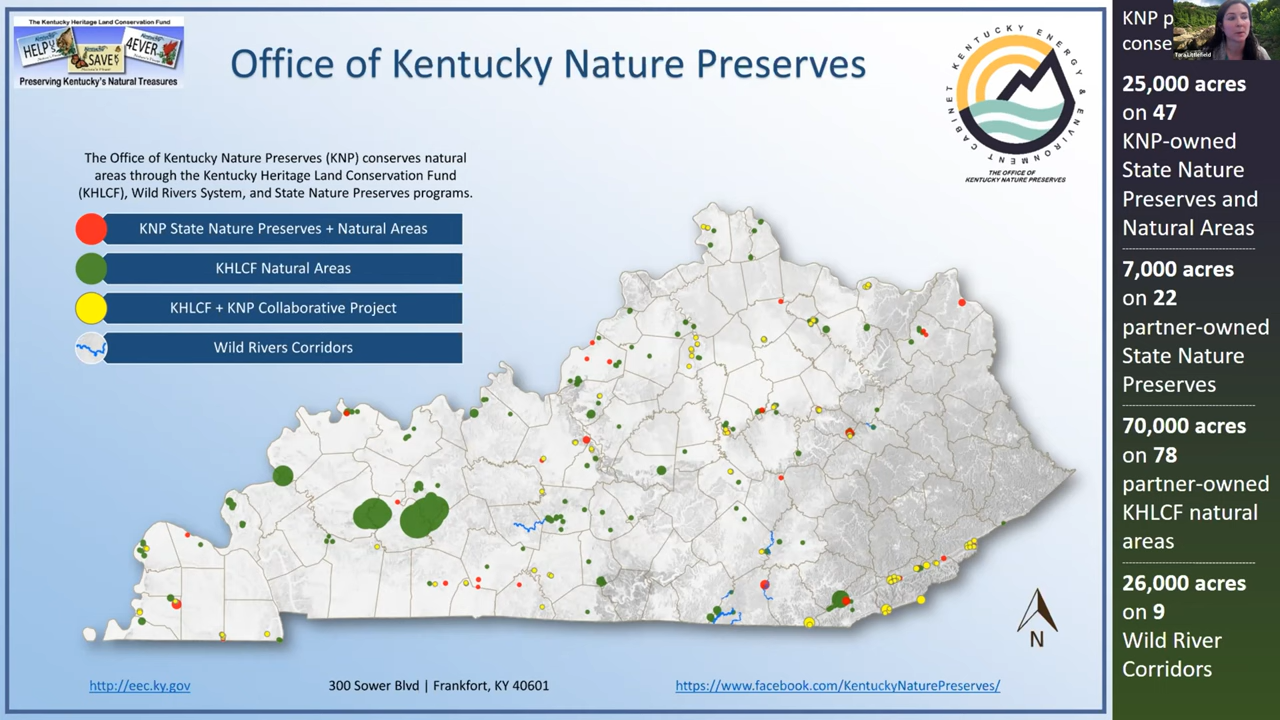 The Kentucky Heritage Land Conservation Fund
HELP
SAVE
4EVER
Preserving Kentucky's Natural Treasures
Office of Kentucky Nature Preserves
KENTUCKY ENERGY & ENVIRONMENT CABINET
THE OFFICE OF
KENTUCKY NATURE PRESERVES
The Office of Kentucky Nature Preserves (KNP) conserves natural
areas through the Kentucky Heritage Land Conservation Fund
(KHLCF), Wild Rivers System, and State Nature Preserves programs.
KNP State Nature Preserves + Natural Areas
KHLCF Natural Areas
KHLCF + KNP Collaborative Project
Wild Rivers Corridors
N
http://eec.ky.gov
300 Sower Blvd | Frankfort, KY 40601
https://www.facebook.com/KentuckyNaturePreserves/
KNP p
conse
Tara Littlefield
25,000 acres
on 47
KNP-owned
State Nature
Preserves and
Natural Areas
7,000 acres
on 22
partner-owned
State Nature
Preserves
70,000 acres
on 78
partner-owned
KHLCF natural
areas
26,000 acres
on 9
Wild River
Corridors